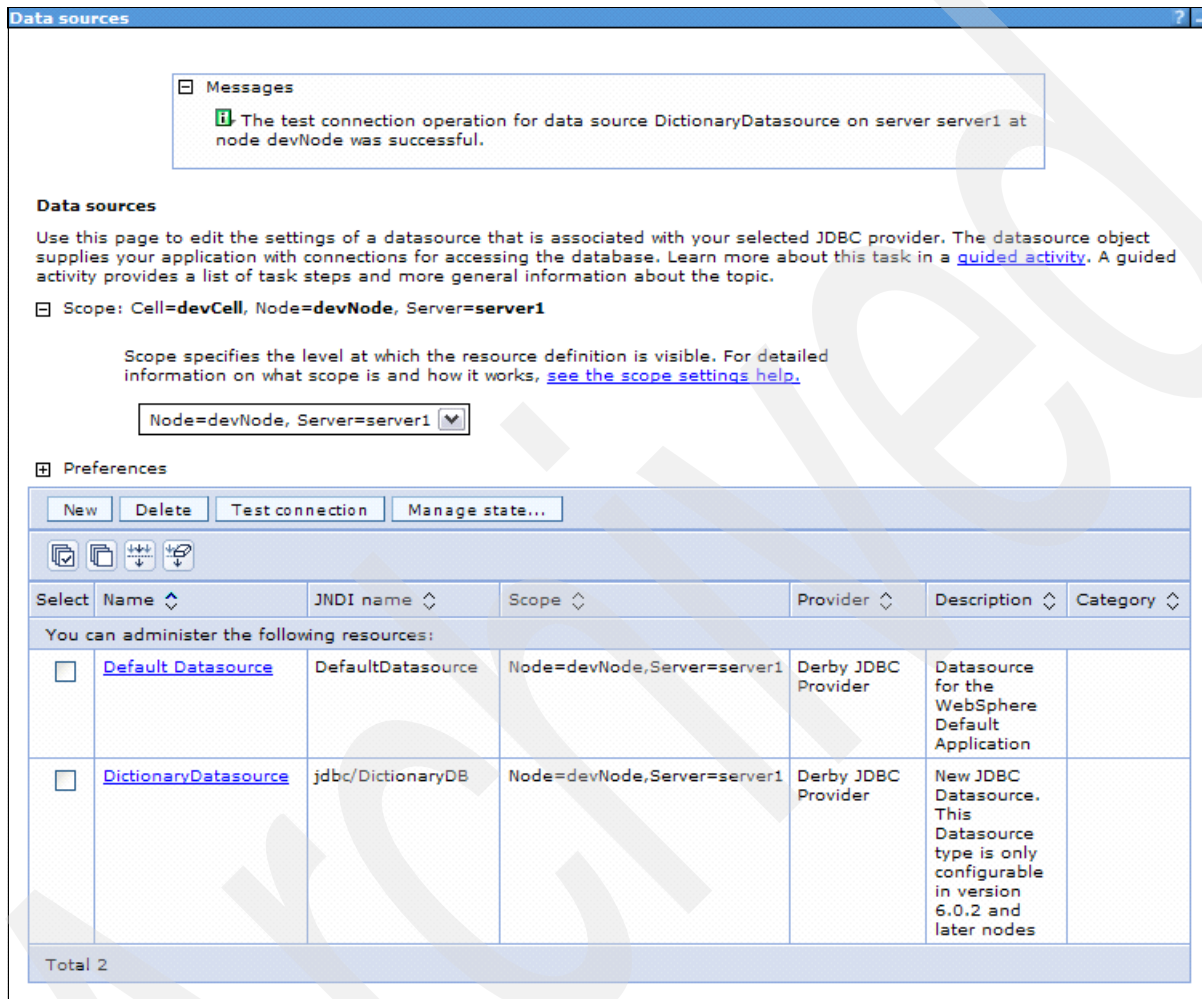 Data sources ? -
Messages
The test connection operation for data source DictionaryDatasource on server server1 at
node devNode was successful.
Data sources
Use this page to edit the settings of a datasource that is associated with your selected JDBC provider. The datasource object
supplies your application with connections for accessing the database. Learn more about this task in a guided activity. A guided
activity provides a list of task steps and more general information about the topic.
Scope: Cell=devCell, Node=devNode, Server=server1
Scope specifies the level at which the resource definition is visible. For detailed
information on what scope is and how it works, see the scope settings help.
Node=devNode, Server=server1
Preferences
New Delete Test connection Manage state...
Select Name JNDI name Scope Provider Description Category
You can administer the following resources:
Default Datasource DefaultDatasource Node=devNode,Server=server1 Derby JDBC
Provider
Datasource
for the
WebSphere
Default
Application
DictionaryDatasource jdbc/DictionaryDB Node=devNode,Server=server1 Derby JDBC
Provider
New JDBC
Datasource.
This
Datasource
type is only
configurable
in version
6.0.2 and
later nodes
Total 2
Archived